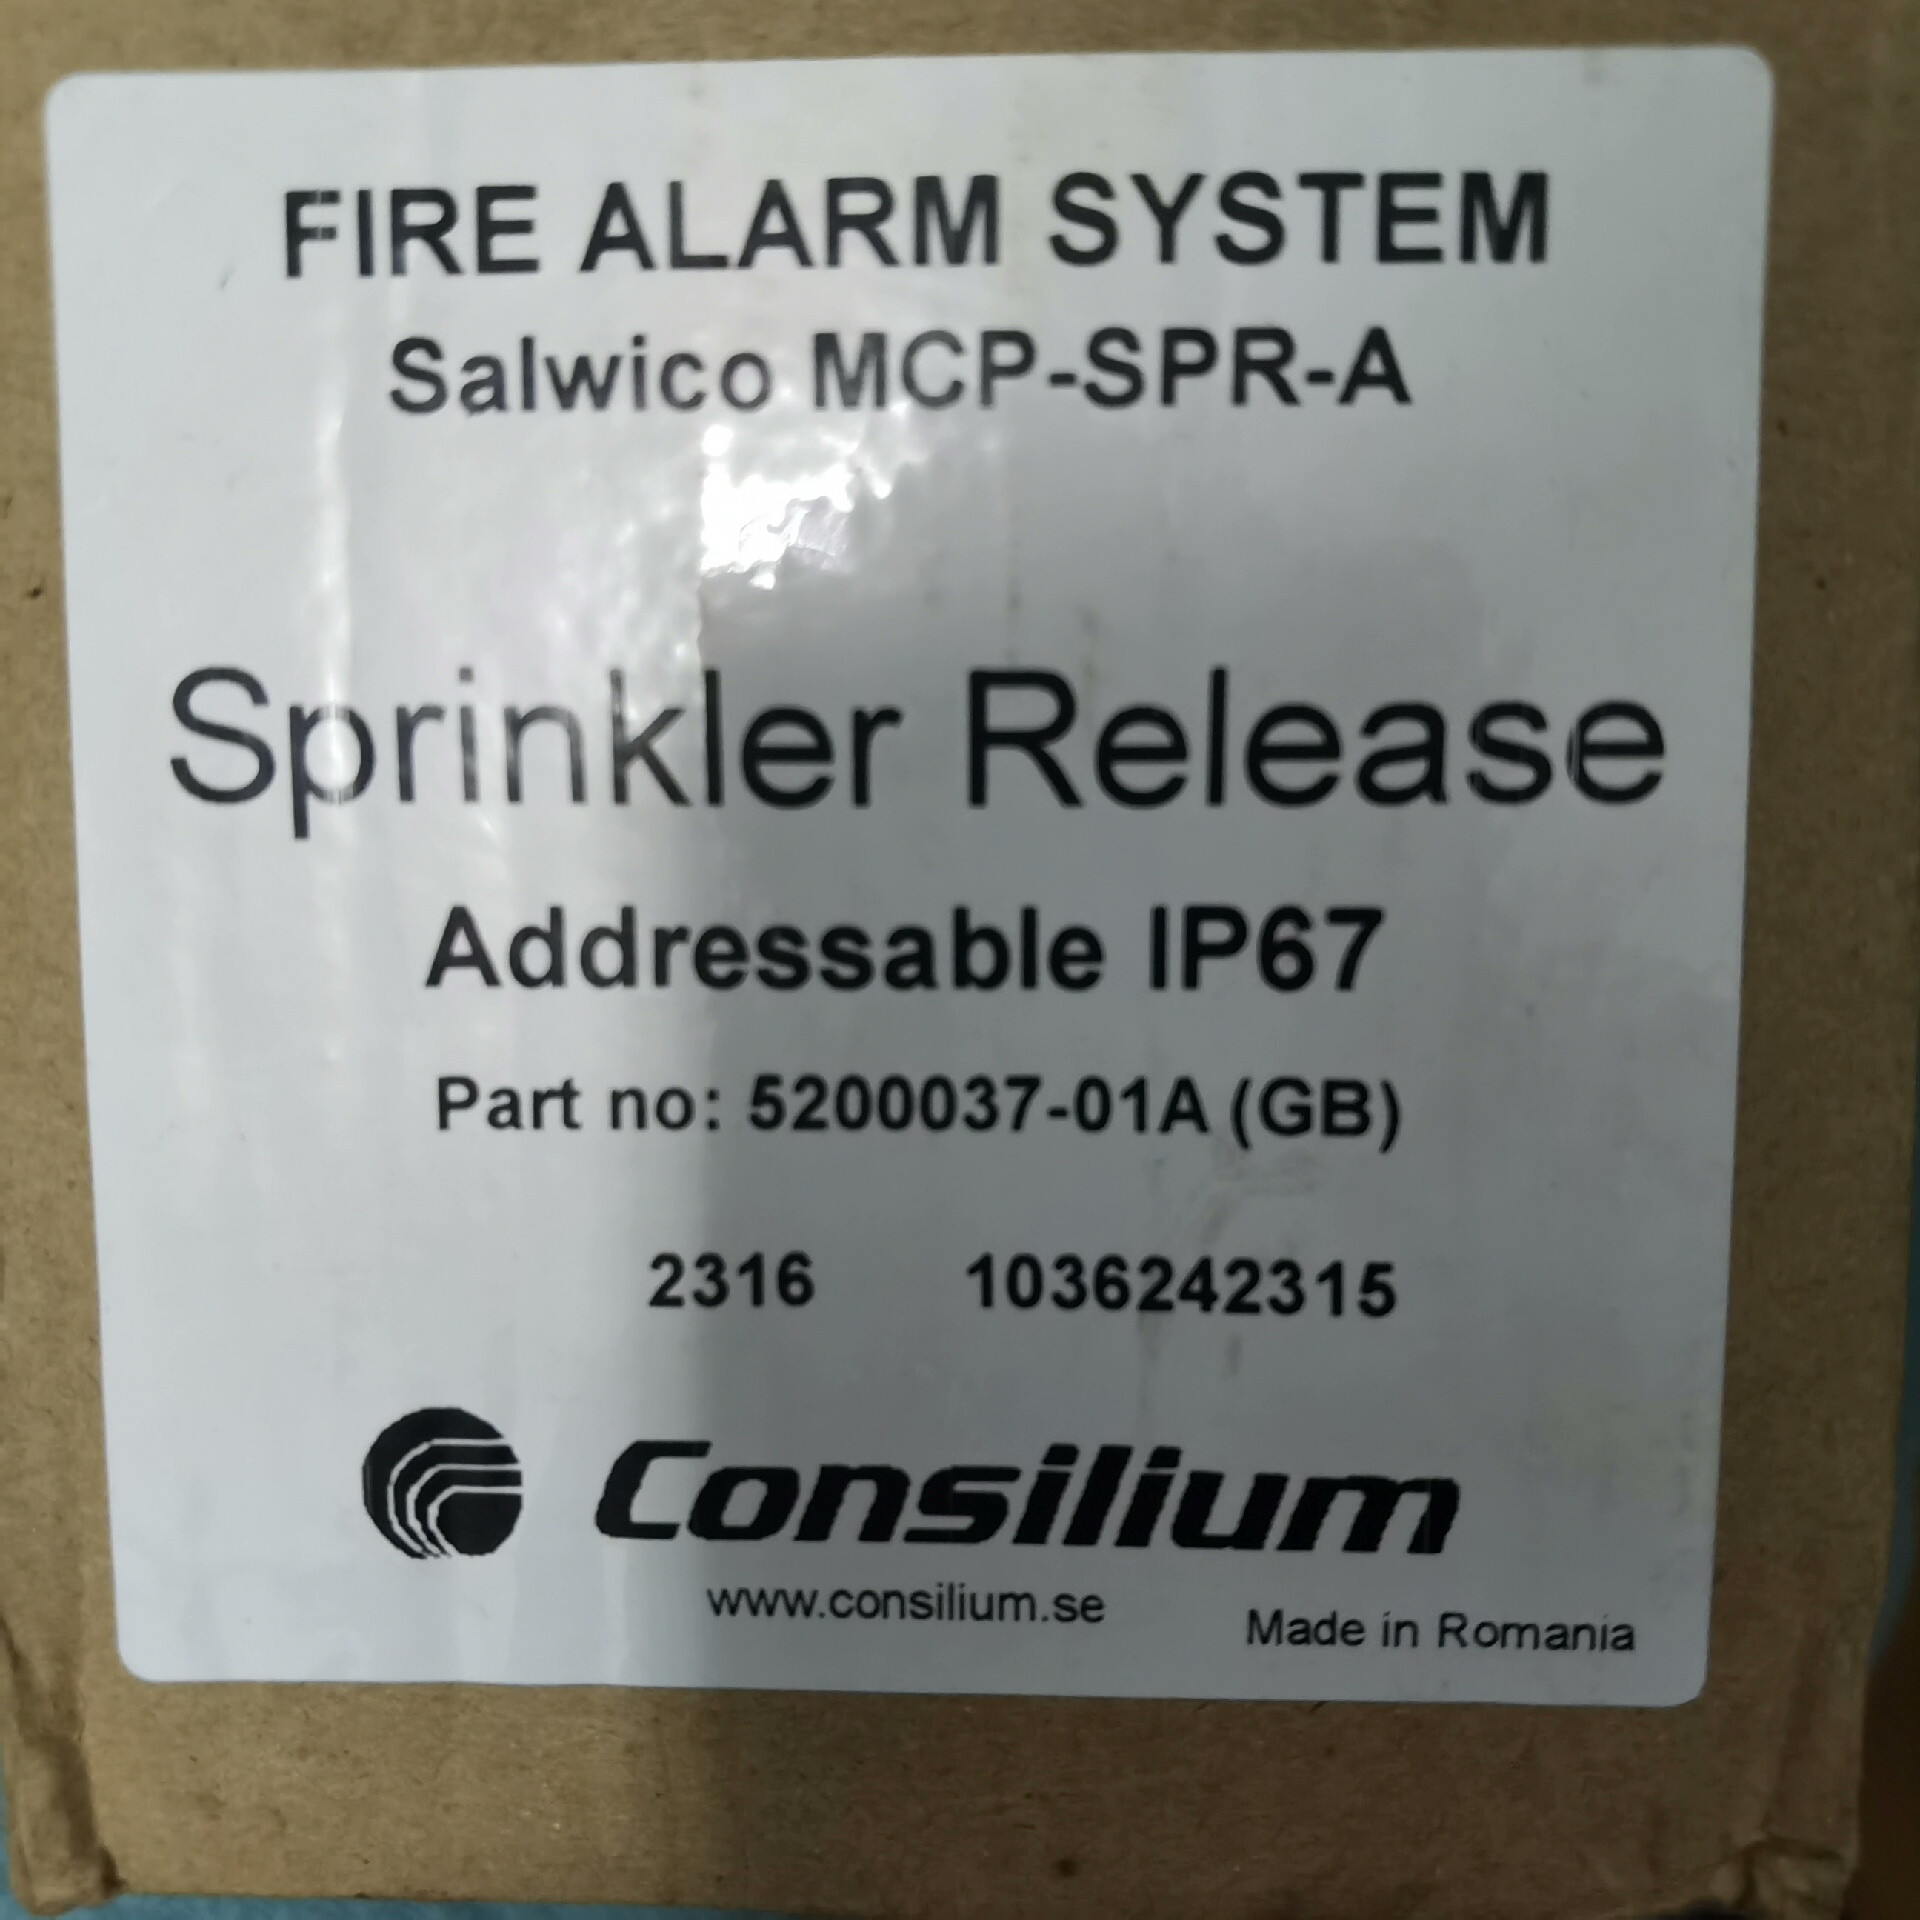 FIRE ALARM SYSTEM
Salwico MCP-SPR-A
Sprinkler Release
Addressable IP67
Part no: 5200037-01A (GB)
2316 1036242315
Consilium
www.consilium.se
Made in Romania